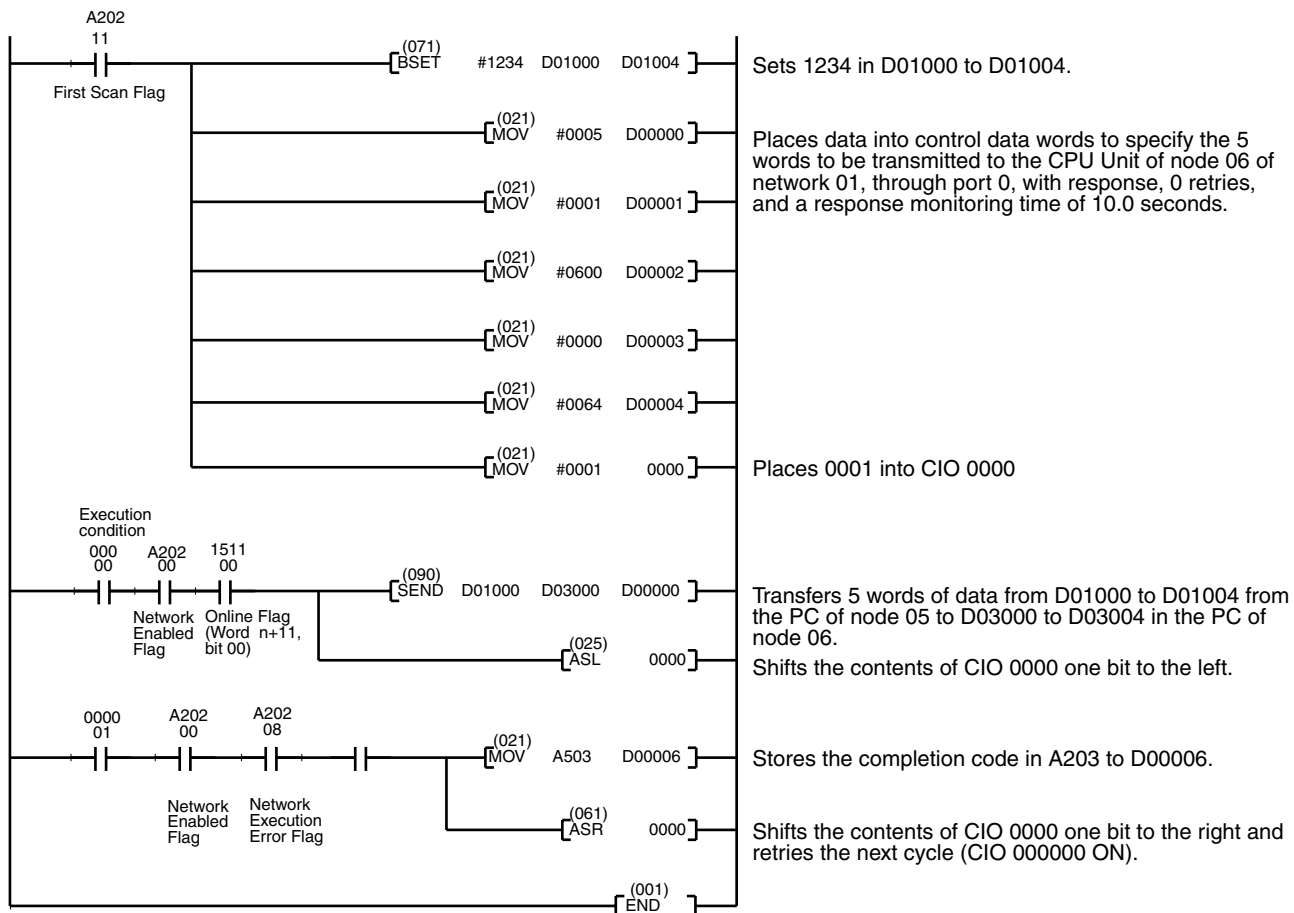 A202
11
First Scan Flag
(071)
BSET #1234 D01000 D01004
Sets 1234 in D01000 to D01004.
(021)
MOV #0005 D00000
Places data into control data words to specify the 5
words to be transmitted to the CPU Unit of node 06 of
network 01, through port 0, with response, 0 retries,
and a response monitoring time of 10.0 seconds.
(021)
MOV #0001 D00001
(021)
MOV #0600 D00002
(021)
MOV #0000 D00003
(021)
MOV #0064 D00004
(021)
MOV #0001 0000
Places 0001 into CIO 0000
Execution
condition
000 A202 1511
00 00 00
Network
Enabled
Flag
Online Flag
(Word n+11,
bit 00)
(090)
SEND D01000 D03000 D00000
Transfers 5 words of data from D01000 to D01004 from
the PC of node 05 to D03000 to D03004 in the PC of
node 06.
(025)
ASL 0000
Shifts the contents of CIO 0000 one bit to the left.
0000 A202 A202
01 00 08
Network
Enabled
Flag
Network
Execution
Error Flag
(021)
MOV A503 D00006
Stores the completion code in A203 to D00006.
(061)
ASR 0000
Shifts the contents of CIO 0000 one bit to the right and
retries the next cycle (CIO 000000 ON).
(001)
END